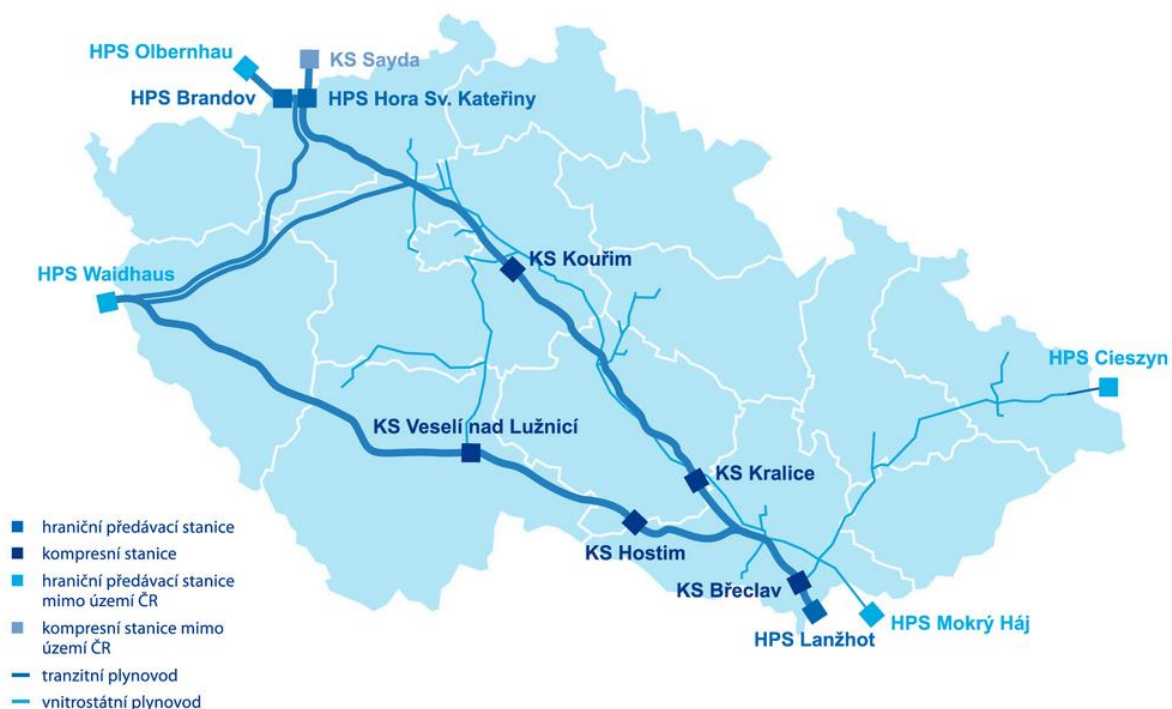 HPS Olbernhau
KS Sayda
HPS Brandov
HPS Hora Sv. Kateřiny
KS Kouřim
HPS Waidhaus
HPS Cieszyn
KS Veselí nad Lužnicí
KS Kralice
KS Hostim
KS Břeclav
HPS Mokrý Háj
HPS Lanžhot
hraniční předávací stanice
kompresní stanice
hraniční předávací stanice
mimo území ČR
kompresní stanice mimo
území ČR
tranzitní plynovod
vnitrostátní plynovod